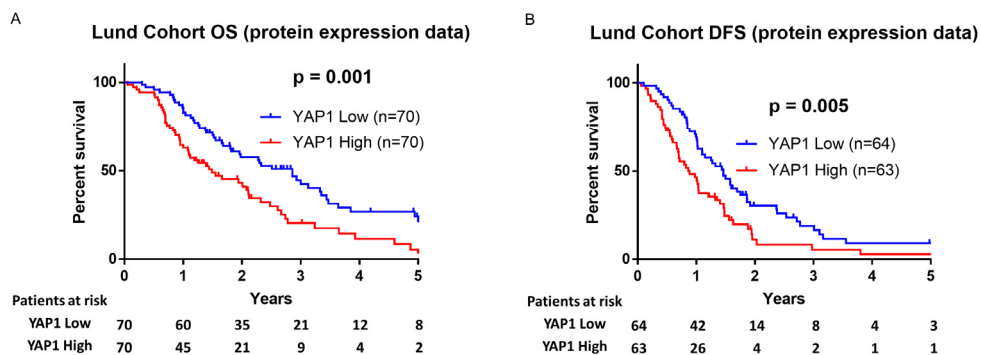 A
Lund Cohort OS (protein expression data)
p = 0.001
YAP1 Low (n=70)
YAP1 High (n=70)
Percent survival
100
50
0
0 1 2 3 4 5
Years
Patients at risk
YAP1 Low 70 60 35 21 12 8
YAP1 High 70 45 21 9 4 2
B
Lund Cohort DFS (protein expression data)
p = 0.005
YAP1 Low (n=64)
YAP1 High (n=63)
Percent survival
100
50
0
0 1 2 3 4 5
Years
Patients at risk
YAP1 Low 64 42 14 8 4 3
YAP1 High 63 26 4 2 1 1